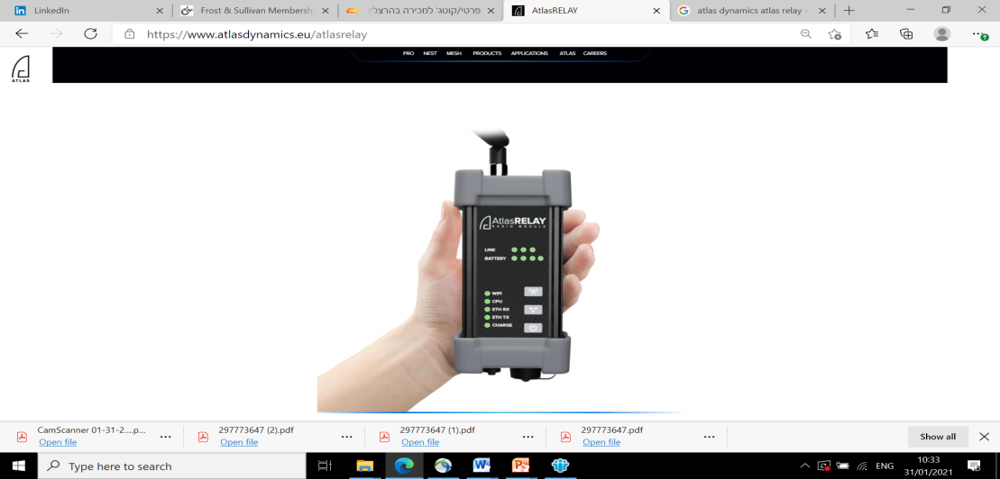 LinkedIn
Frost & Sullivan Membersh
פרטי/קוטג' למכירה בהרצלי
AtlasRELAY
atlas dynamics atlas relay -
https://www.atlasdynamics.eu/atlasrelay
ATLAS
PRO NEST MESH PRODUCTS APPLICATIONS ATLAS CAREERS
AtlasRELAY
RADIO MODULE
LINK
BATTERY
WIFI
CPU
ETH RX
ETH TX
CHARGE
CamScanner 01-31-2....p...
Open file
297773647 (2).pdf
Open file
297773647 (1).pdf
Open file
297773647.pdf
Open file
Show all
Type here to search
ENG
10:33
31/01/2021